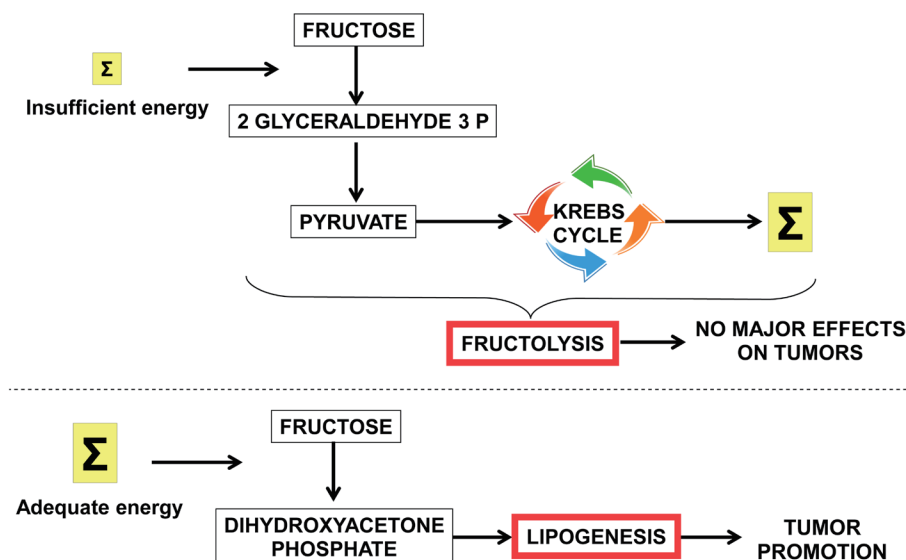 FRUCTOSE
Σ
Insufficient energy
2 GLYCERALDEHYDE 3 P
PYRUVATE
KREBS
CYCLE
Σ
FRUCTOLYSIS
NO MAJOR EFFECTS
ON TUMORS
FRUCTOSE
Σ
Adequate energy
DIHYDROXYACETONE
PHOSPHATE
LIPOGENESIS
TUMOR
PROMOTION